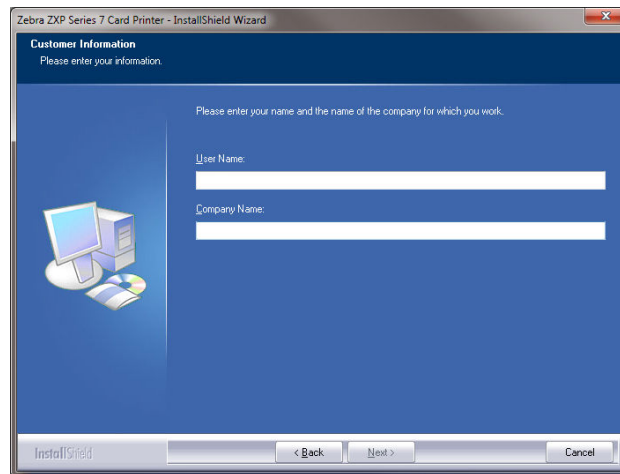 Zebra ZXP Series 7 Card Printer - InstallShield Wizard
Customer Information
Please enter your information.
Please enter your name and the name of the company for which you work.
User Name:
Company Name:
InstallShield
< Back
Next >
Cancel